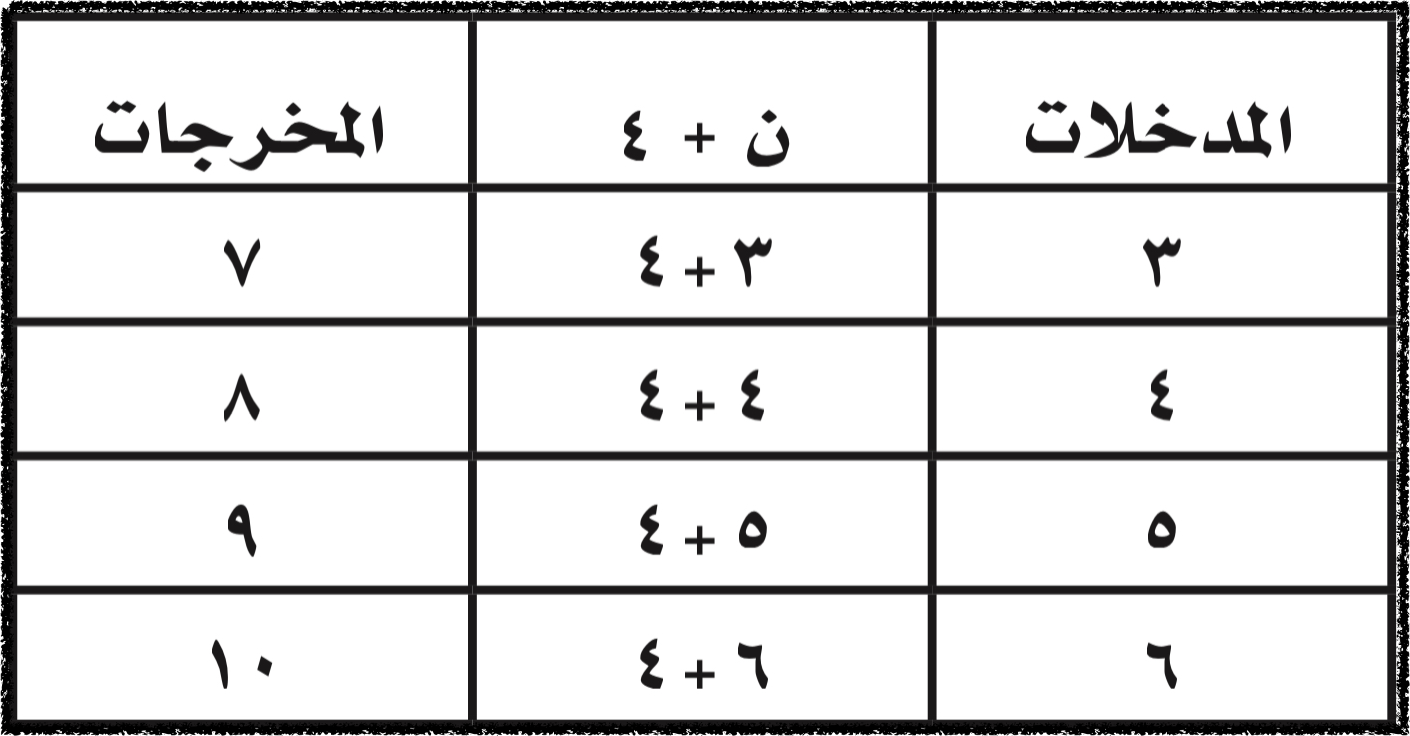 المدخلات ن + ٤ المخرجات
٣ ٣ + ٤ ٧
٤ ٤ + ٤ ٨
٥ ٥ + ٤ ٩
٦ ٦ + ٤ ١٠